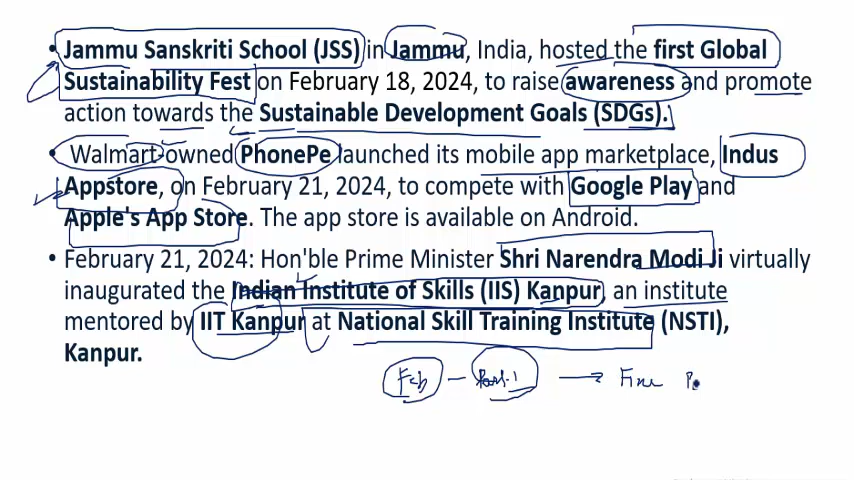 • Jammu Sanskriti School (JSS) in Jammu, India, hosted the first Global
Sustainability Fest on February 18, 2024, to raise awareness and promote
action towards the Sustainable Development Goals (SDGs).
• Walmart-owned PhonePe launched its mobile app marketplace, Indus
Appstore, on February 21, 2024, to compete with Google Play and
Apple's App Store. The app store is available on Android.
• February 21, 2024: Hon'ble Prime Minister Shri Narendra Modi Ji virtually
inaugurated the Indian Institute of Skills (IIS) Kanpur, an institute
mentored by IIT Kanpur at National Skill Training Institute (NSTI),
Kanpur.
Feb —